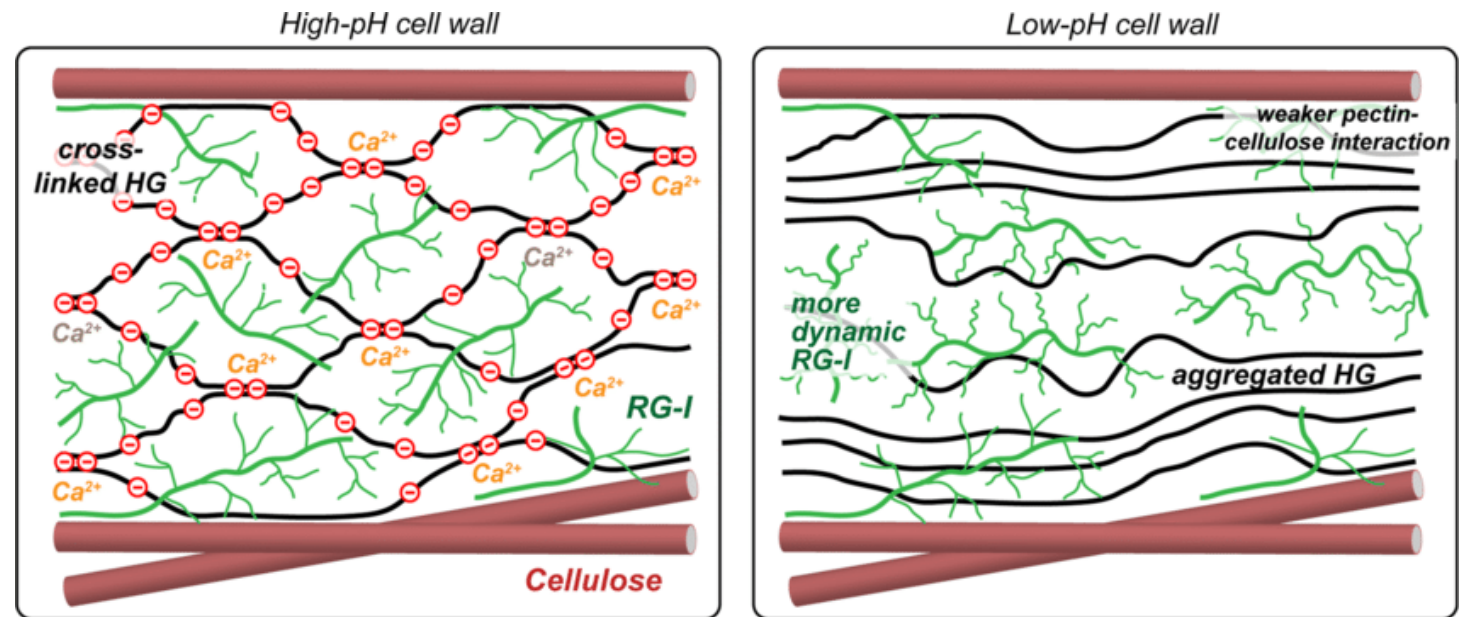 High-pH cell wall
Low-pH cell wall
cross-
linked HG
Ca²⁺
Ca²⁺
Ca²⁺
Ca²⁺
Ca²⁺
Ca²⁺
Ca²⁺
Ca²⁺
Ca²⁺
Ca²⁺
Ca²⁺
RG-I
Cellulose
weaker pectin-
cellulose interaction
more
dynamic
RG-I
aggregated HG